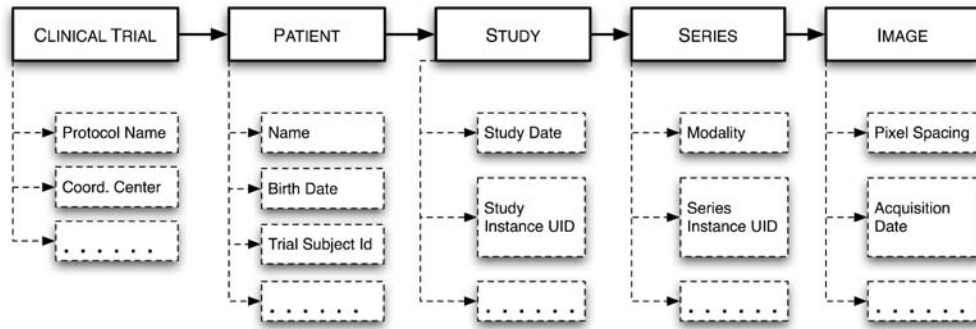 CLINICAL TRIAL
PATIENT
STUDY
SERIES
IMAGE
Protocol Name
Coord. Center
. . . . . .
Name
Birth Date
Trial Subject Id
. . . . . .
Study Date
Study
Instance UID
. . . . . .
Modality
Series
Instance UID
. . . . . .
Pixel Spacing
Acquisition
Date
. . . . . .